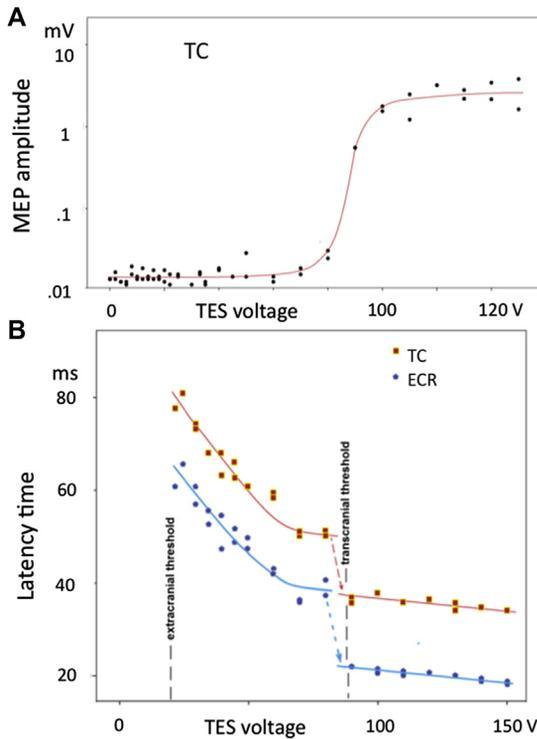 A
mV
TC
10
1
.1
.01
MEP amplitude
0
TES voltage
100
120 V
B
ms
TC
ECR
80
60
40
20
Latency time
extracranial threshold
transcranial threshold
0
TES voltage
100
150 V